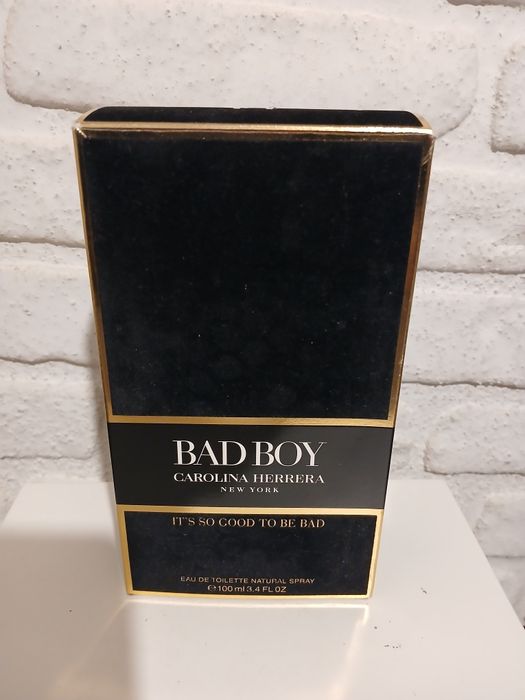 BAD BOY
CAROLINA HERRERA
NEW YORK
IT'S SO GOOD TO BE BAD
EAU DE TOILETTE NATURAL SPRAY
℮100 ml 3.4 FL OZ